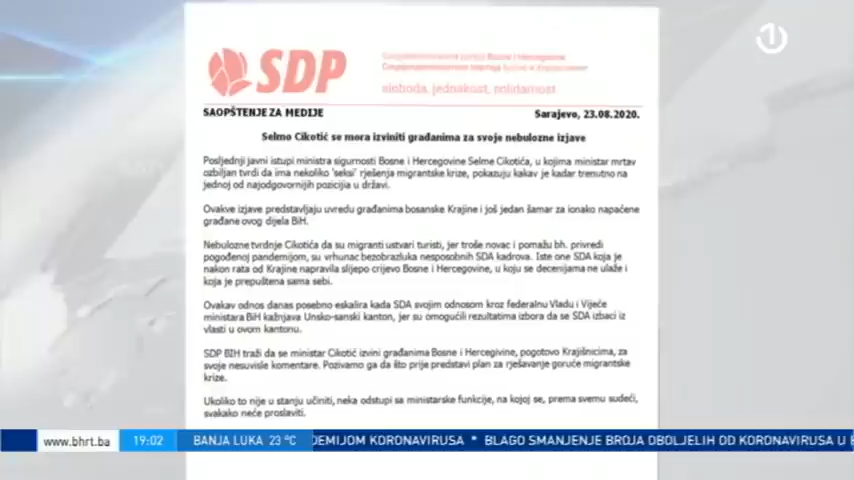 1
SDP
Socijaldemokratska partija Bosne i Hercegovine
Социјалдемократска партија Босне и Херцеговине
sloboda, jednakost, solidarnost
SAOPŠTENJE ZA MEDIJE
Sarajevo, 23.08.2020.
Selmo Cikotić se mora izviniti građanima za svoje nebulozne izjave
Posljednji javni istupi ministra sigurnosti Bosne i Hercegovine Selme Cikotića, u kojima ministar mrtav
ozbiljan tvrdi da ima nekoliko 'seksi' rješenja migrantske krize, pokazuju kakav je kadar trenutno na
jednoj od najodgovornijih pozicija u državi.
Ovakve izjave predstavljaju uvredu građanima bosanske Krajine i još jedan šamar za ionako napaćene
građane ovog dijela BiH.
Nebulozne tvrdnje Cikotića da su migranti ustvari turisti, jer troše novac i pomažu bh. privredi
pogođenoj pandemijom, su vrhunac bezobrazluka nesposobnih SDA kadrova. Iste one SDA koja je
nakon rata od Krajine napravila slijepo crijevo Bosne i Hercegovine, u koju se decenijama ne ulaže i
koja je prepuštena sama sebi.
Ovakav odnos danas posebno eskalira kada SDA svojim odnosom kroz federalnu Vladu i Vijeće
ministara BiH kažnjava Unsko-sanski kanton, jer su omogućili rezultatima izbora da se SDA izbaci iz
vlasti u ovom kantonu.
SDP BIH traži da se ministar Cikotić izvini građanima Bosne i Hercegivine, pogotovo Krajišnicima, za
svoje nesuvisle komentare. Pozivamo ga da što prije predstavi plan za rješavanje goruće migrantske
krize.
Ukoliko to nije u stanju učiniti, neka odstupi sa ministarske funkcije, na kojoj se, prema svemu sudeći,
svakako neće proslaviti.
www.bhrt.ba 19:02 BANJA LUKA 23 °C DEMIJOM KORONAVIRUSA * BLAGO SMANJENJE BROJA OBOLJELIH OD KORONAVIRUSA U